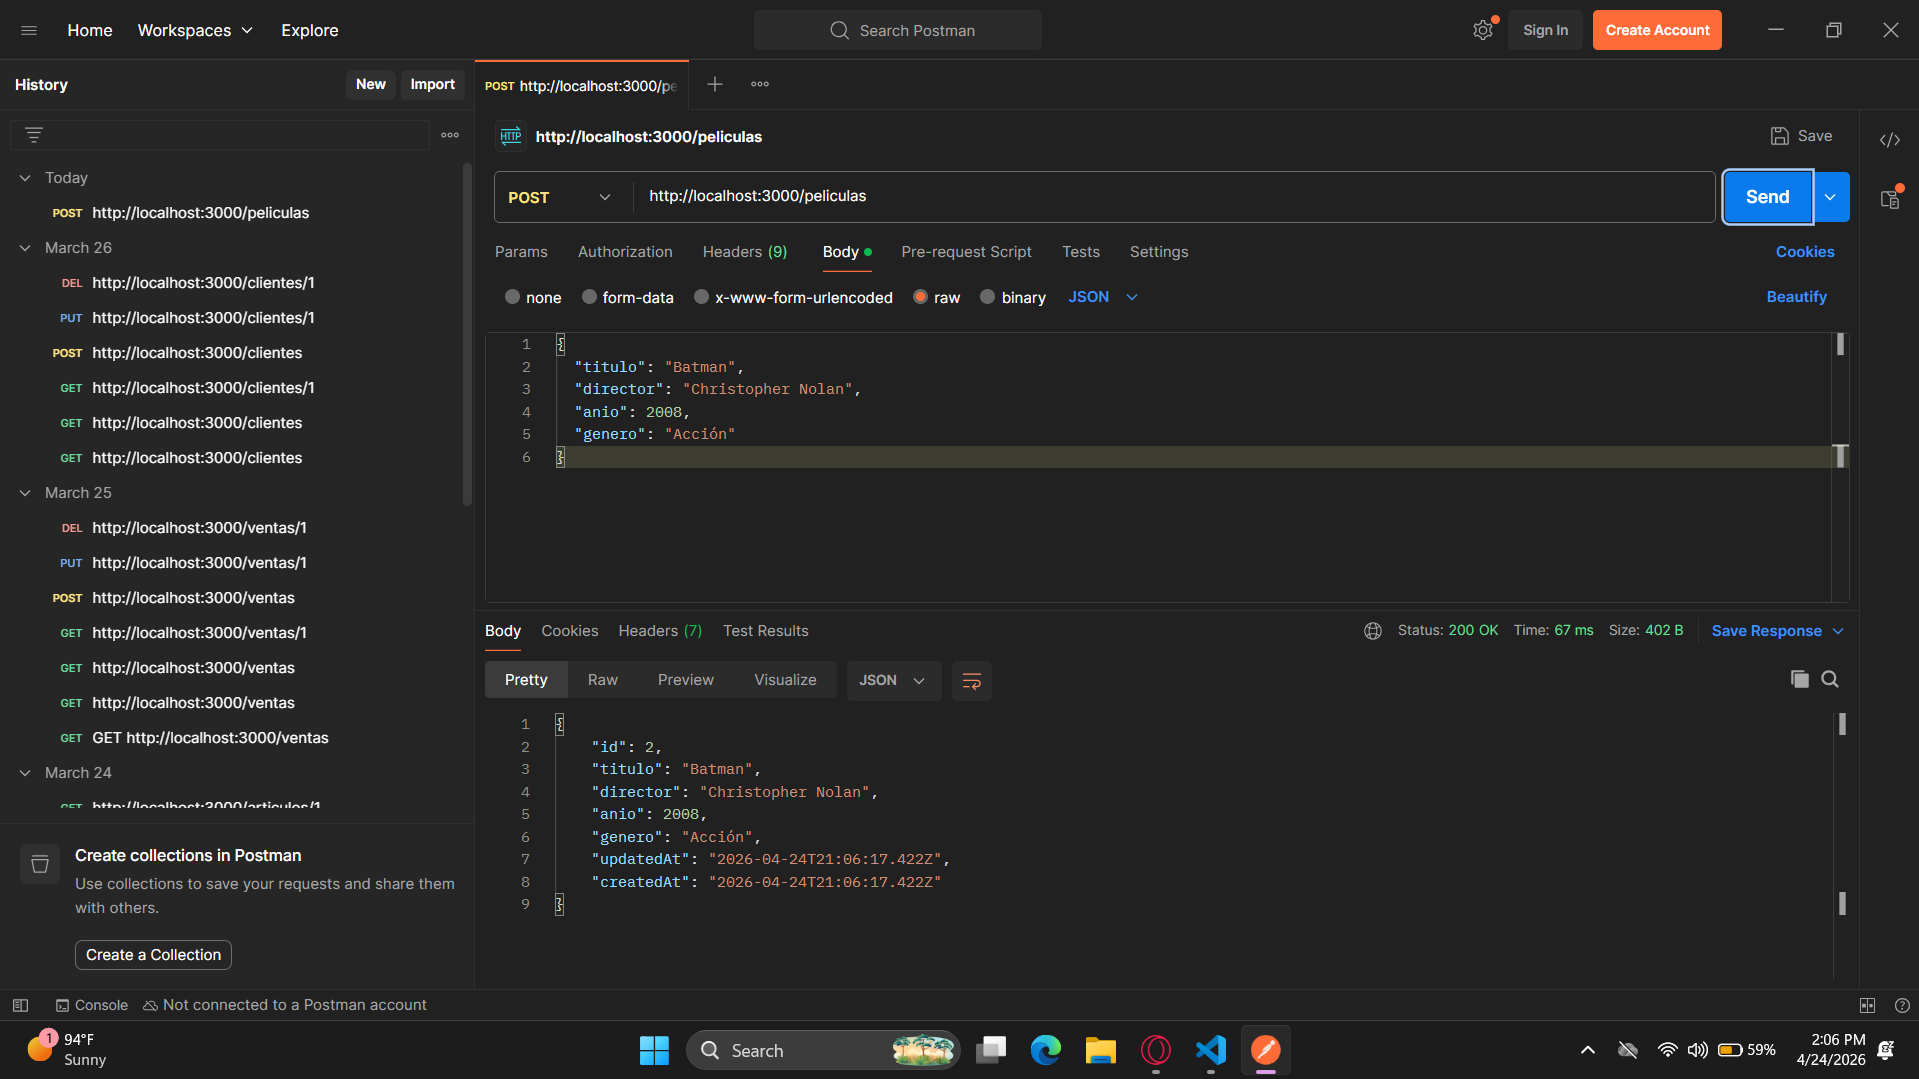 Home
Workspaces
Explore
Search Postman
Sign In
Create Account
History
New
Import
POST http://localhost:3000/pe
Today
POST http://localhost:3000/peliculas
March 26
DEL http://localhost:3000/clientes/1
PUT http://localhost:3000/clientes/1
POST http://localhost:3000/clientes
GET http://localhost:3000/clientes/1
GET http://localhost:3000/clientes
GET http://localhost:3000/clientes
March 25
DEL http://localhost:3000/ventas/1
PUT http://localhost:3000/ventas/1
POST http://localhost:3000/ventas
GET http://localhost:3000/ventas/1
GET http://localhost:3000/ventas
GET http://localhost:3000/ventas
GET GET http://localhost:3000/ventas
March 24
GET http://localhost:3000/articulos/1
Create collections in Postman
Use collections to save your requests and share them
with others.
Create a Collection
HTTP http://localhost:3000/peliculas
Save
POST
http://localhost:3000/peliculas
Send
Params
Authorization
Headers (9)
Body
Pre-request Script
Tests
Settings
Cookies
none
form-data
x-www-form-urlencoded
raw
binary
JSON
Beautify
1 {
2 "titulo": "Batman",
3 "director": "Christopher Nolan",
4 "anio": 2008,
5 "genero": "Acción"
6 }
Body
Cookies
Headers (7)
Test Results
Status: 200 OK
Time: 67 ms
Size: 402 B
Save Response
Pretty
Raw
Preview
Visualize
JSON
1 {
2 "id": 2,
3 "titulo": "Batman",
4 "director": "Christopher Nolan",
5 "anio": 2008,
6 "genero": "Acción",
7 "updatedAt": "2026-04-24T21:06:17.422Z",
8 "createdAt": "2026-04-24T21:06:17.422Z"
9 }
Console
Not connected to a Postman account
1
94°F
Sunny
Search
59%
2:06 PM
4/24/2026